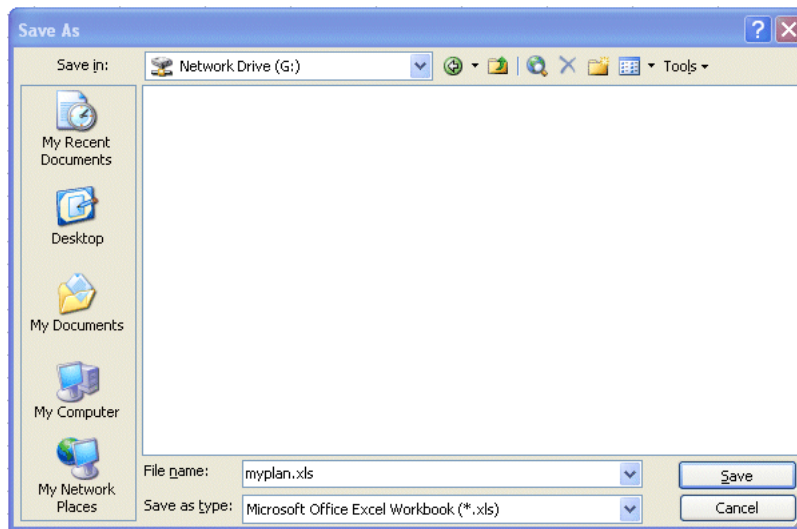 Save As
?
Save in:
Network Drive (G:)
Tools
My Recent
Documents
Desktop
My Documents
My Computer
My Network
Places
File name:
myplan.xls
Save
Save as type:
Microsoft Office Excel Workbook (*.xls)
Cancel